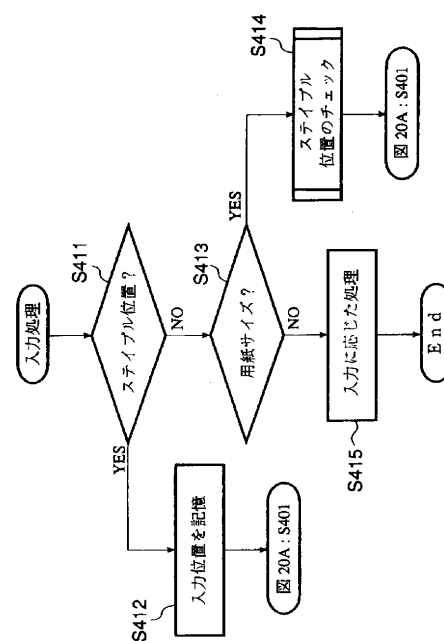 入力処理
S411
ステイプル位置？
YES
NO
S412
入力位置を記憶
図 20A : S401
S413
用紙サイズ？
YES
NO
S414
ステイプル
位置のチェック
図 20A : S401
S415
入力に応じた処理
End